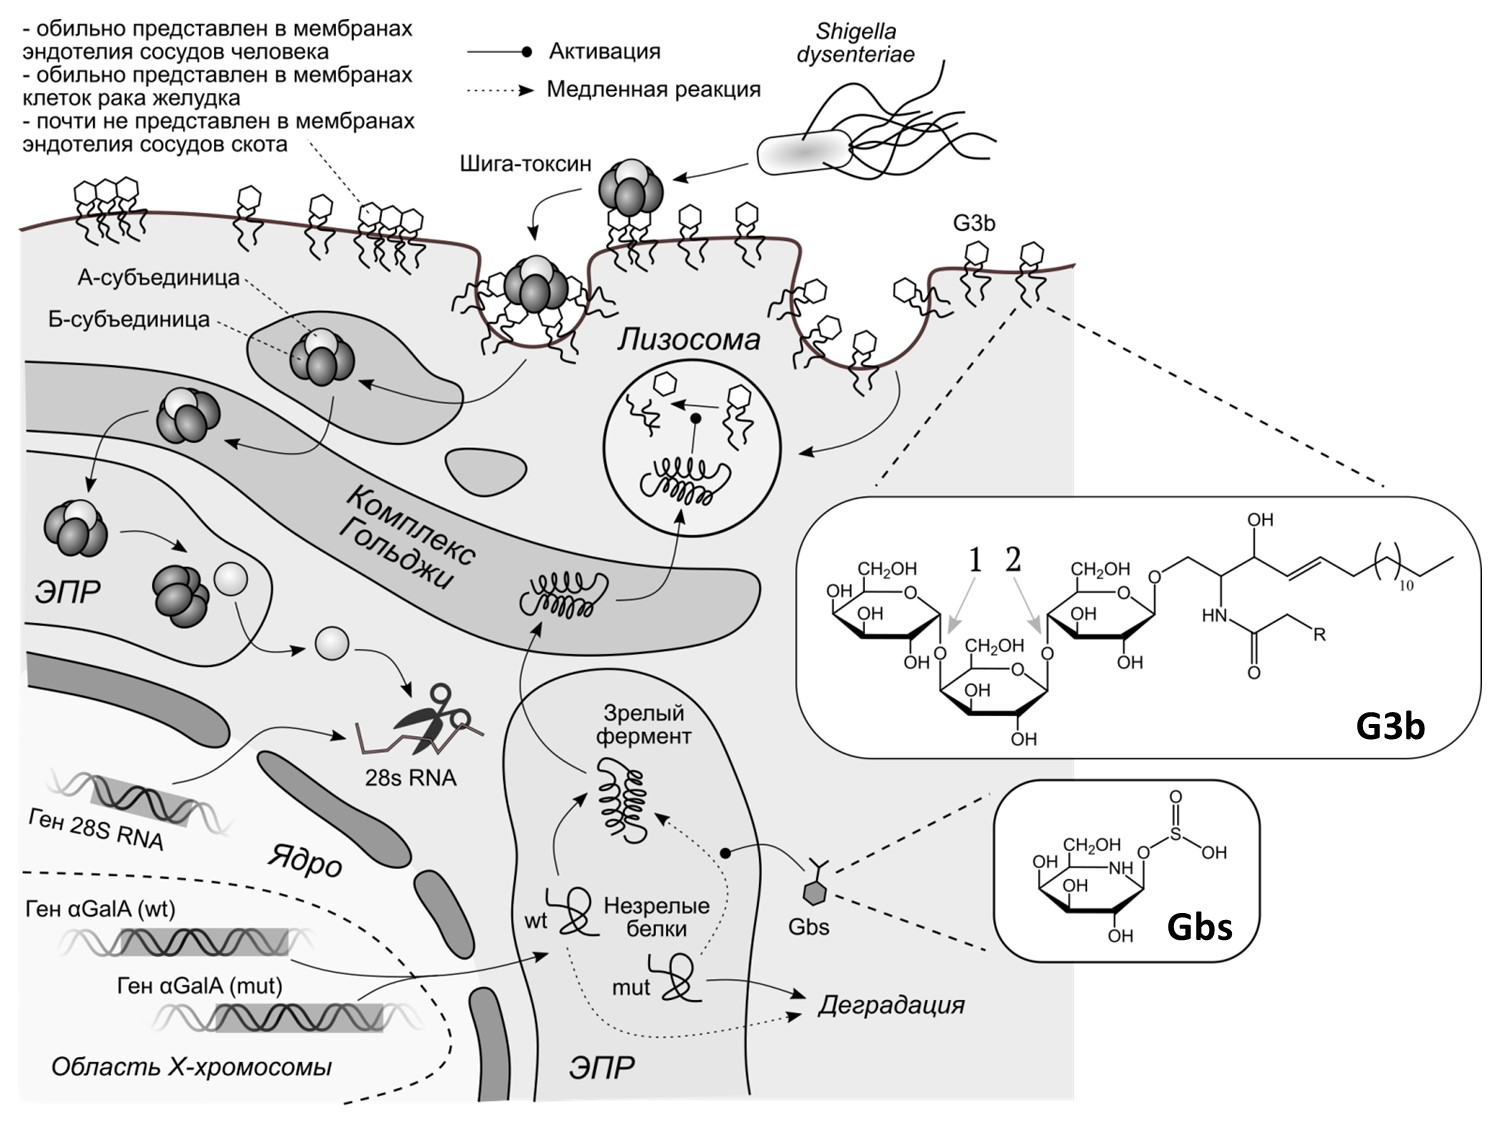 - обильно представлен в мембранах
эндотелия сосудов человека
- обильно представлен в мембранах
клеток рака желудка
- почти не представлен в мембранах
эндотелия сосудов скота
Активация
Медленная реакция
Shigella
dysenteriae
Шига-токсин
G3b
А-субъединица
Б-субъединица
Лизосома
Комплекс
Гольджи
ЭПР
1 2
CH₂OH
OH
O
OH
OH
O
CH₂OH
O
OH
OH
O
CH₂OH
O
OH
OH
O
OH
HN
O
R
10
G3b
Зрелый
фермент
28s RNA
Ген 28S RNA
Ядро
Ген αGalA (wt)
Ген αGalA (mut)
Область X-хромосомы
wt
Незрелые
белки
mut
Gbs
Деградация
ЭПР
O
S
OH
O
CH₂OH
OH
NH
OH
OH
Gbs